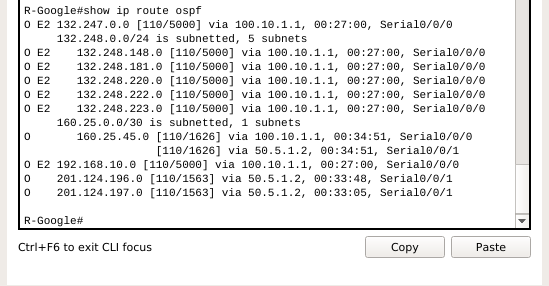 R-Google#show ip route ospf
O E2 132.247.0.0 [110/5000] via 100.10.1.1, 00:27:00, Serial0/0/0
     132.248.0.0/24 is subnetted, 5 subnets
O E2    132.248.148.0 [110/5000] via 100.10.1.1, 00:27:00, Serial0/0/0
O E2    132.248.181.0 [110/5000] via 100.10.1.1, 00:27:00, Serial0/0/0
O E2    132.248.220.0 [110/5000] via 100.10.1.1, 00:27:00, Serial0/0/0
O E2    132.248.222.0 [110/5000] via 100.10.1.1, 00:27:00, Serial0/0/0
O E2    132.248.223.0 [110/5000] via 100.10.1.1, 00:27:00, Serial0/0/0
     160.25.0.0/30 is subnetted, 1 subnets
O       160.25.45.0 [110/1626] via 100.10.1.1, 00:34:51, Serial0/0/0
                    [110/1626] via 50.5.1.2, 00:34:51, Serial0/0/1
O E2 192.168.10.0 [110/5000] via 100.10.1.1, 00:27:00, Serial0/0/0
O    201.124.196.0 [110/1563] via 50.5.1.2, 00:33:48, Serial0/0/1
O    201.124.197.0 [110/1563] via 50.5.1.2, 00:33:05, Serial0/0/1
R-Google#
Ctrl+F6 to exit CLI focus Copy Paste